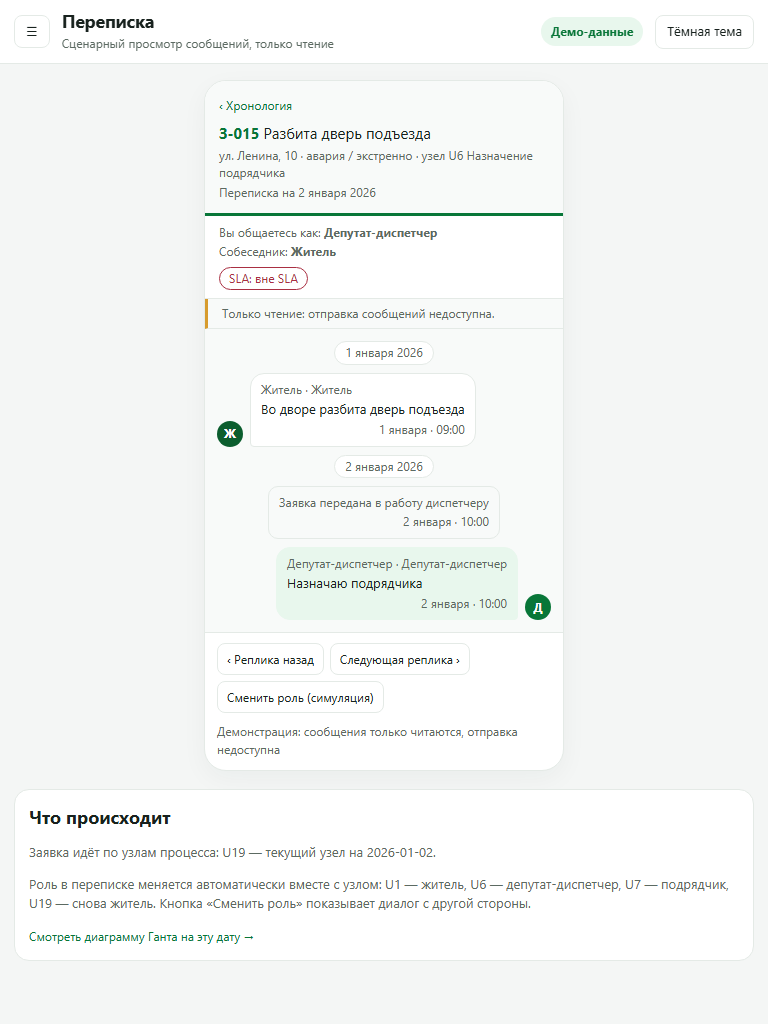 ☰
Переписка
Сценарный просмотр сообщений, только чтение
Демо-данные
Тёмная тема
‹ Хронология
З-015 Разбита дверь подъезда
ул. Ленина, 10 · авария / экстренно · узел U6 Назначение
подрядчика
Переписка на 2 января 2026
Вы общаетесь как: Депутат-диспетчер
Собеседник: Житель
SLA: вне SLA
Только чтение: отправка сообщений недоступна.
1 января 2026
Житель · Житель
Во дворе разбита дверь подъезда
1 января · 09:00
Ж
2 января 2026
Заявка передана в работу диспетчеру
2 января · 10:00
Депутат-диспетчер · Депутат-диспетчер
Назначаю подрядчика
2 января · 10:00
Д
‹ Реплика назад
Следующая реплика ›
Сменить роль (симуляция)
Демонстрация: сообщения только читаются, отправка
недоступна
Что происходит
Заявка идёт по узлам процесса: U19 — текущий узел на 2026-01-02.
Роль в переписке меняется автоматически вместе с узлом: U1 — житель, U6 — депутат-диспетчер, U7 — подрядчик,
U19 — снова житель. Кнопка «Сменить роль» показывает диалог с другой стороны.
Смотреть диаграмму Ганта на эту дату →